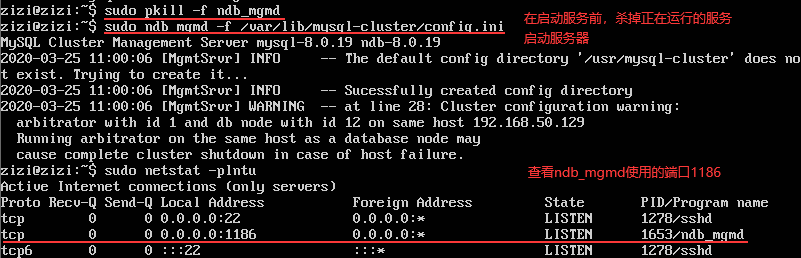 zizi@zizi:~$ sudo pkill -f ndb_mgmd
在启动服务前，杀掉正在运行的服务
zizi@zizi:~$ sudo ndb_mgmd -f /var/lib/mysql-cluster/config.ini
启动服务器
MySQL Cluster Management Server mysql-8.0.19 ndb-8.0.19
2020-03-25 11:00:06 [MgmtSrvr] INFO     -- The default config directory '/usr/mysql-cluster' does no
t exist. Trying to create it...
2020-03-25 11:00:06 [MgmtSrvr] INFO     -- Sucessfully created config directory
2020-03-25 11:00:06 [MgmtSrvr] WARNING  -- at line 28: Cluster configuration warning:
  arbitrator with id 1 and db node with id 12 on same host 192.168.50.129
  Running arbitrator on the same host as a database node may
  cause complete cluster shutdown in case of host failure.
zizi@zizi:~$ sudo netstat -plntu
查看ndb_mgmd使用的端口1186
Active Internet connections (only servers)
Proto Recv-Q Send-Q Local Address           Foreign Address         State       PID/Program name
tcp        0      0 0.0.0.0:22              0.0.0.0:*               LISTEN      1278/sshd
tcp        0      0 0.0.0.0:1186            0.0.0.0:*               LISTEN      1653/ndb_mgmd
tcp6       0      0 :::22                   :::*                    LISTEN      1278/sshd